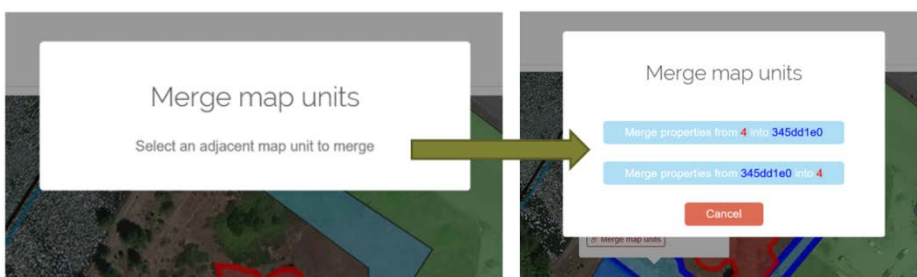 Merge map units
Select an adjacent map unit to merge
Merge map units
Merge properties from 4 into 345dd1e0
Merge properties from 345dd1e0 into 4
Cancel
Merge map units